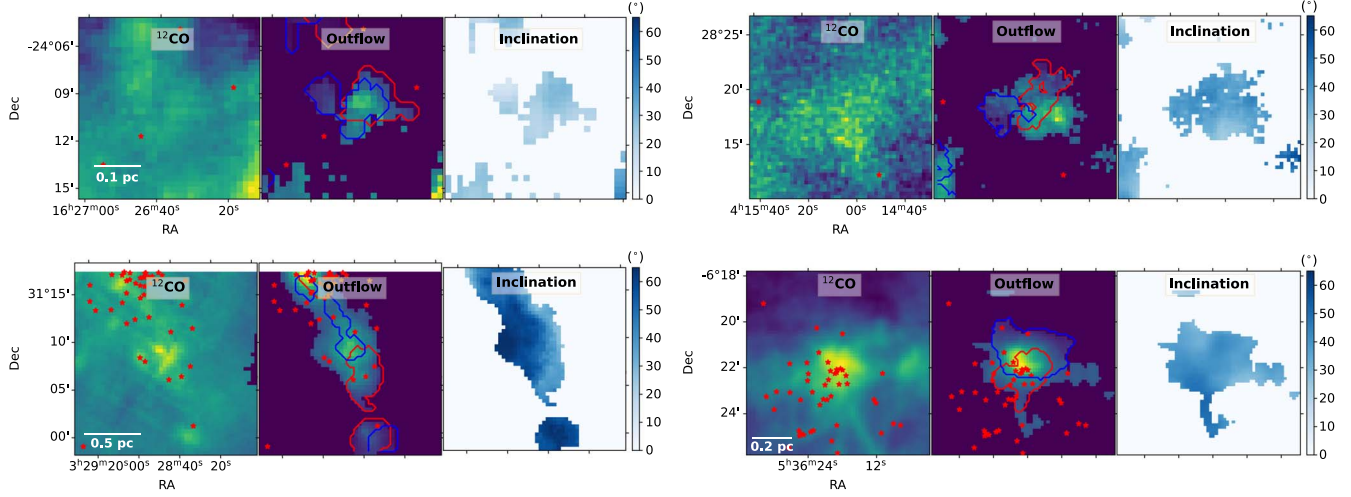 ¹²CO Outflow Inclination (°)
-24°06' 60
09' 50
Dec 40
12' 30
20
0.1 pc 10
15' 0
16ʰ27ᵐ00ˢ 26ᵐ40ˢ 20ˢ
RA
¹²CO Outflow Inclination (°)
28°25' 60
50
20' 40
Dec 30
15' 20
10
0
4ʰ15ᵐ40ˢ 20ˢ 00ˢ 14ᵐ40ˢ
RA
¹²CO Outflow Inclination (°)
31°15' 60
50
10' 40
Dec 30
05' 20
10
0.5 pc
00' 0
3ʰ29ᵐ20ˢ 00ˢ 28ᵐ40ˢ 20ˢ
RA
¹²CO Outflow Inclination (°)
-6°18' 60
50
20' 40
Dec
22' 30
20
24' 10
0.2 pc 0
5ʰ36ᵐ24ˢ 12ˢ
RA